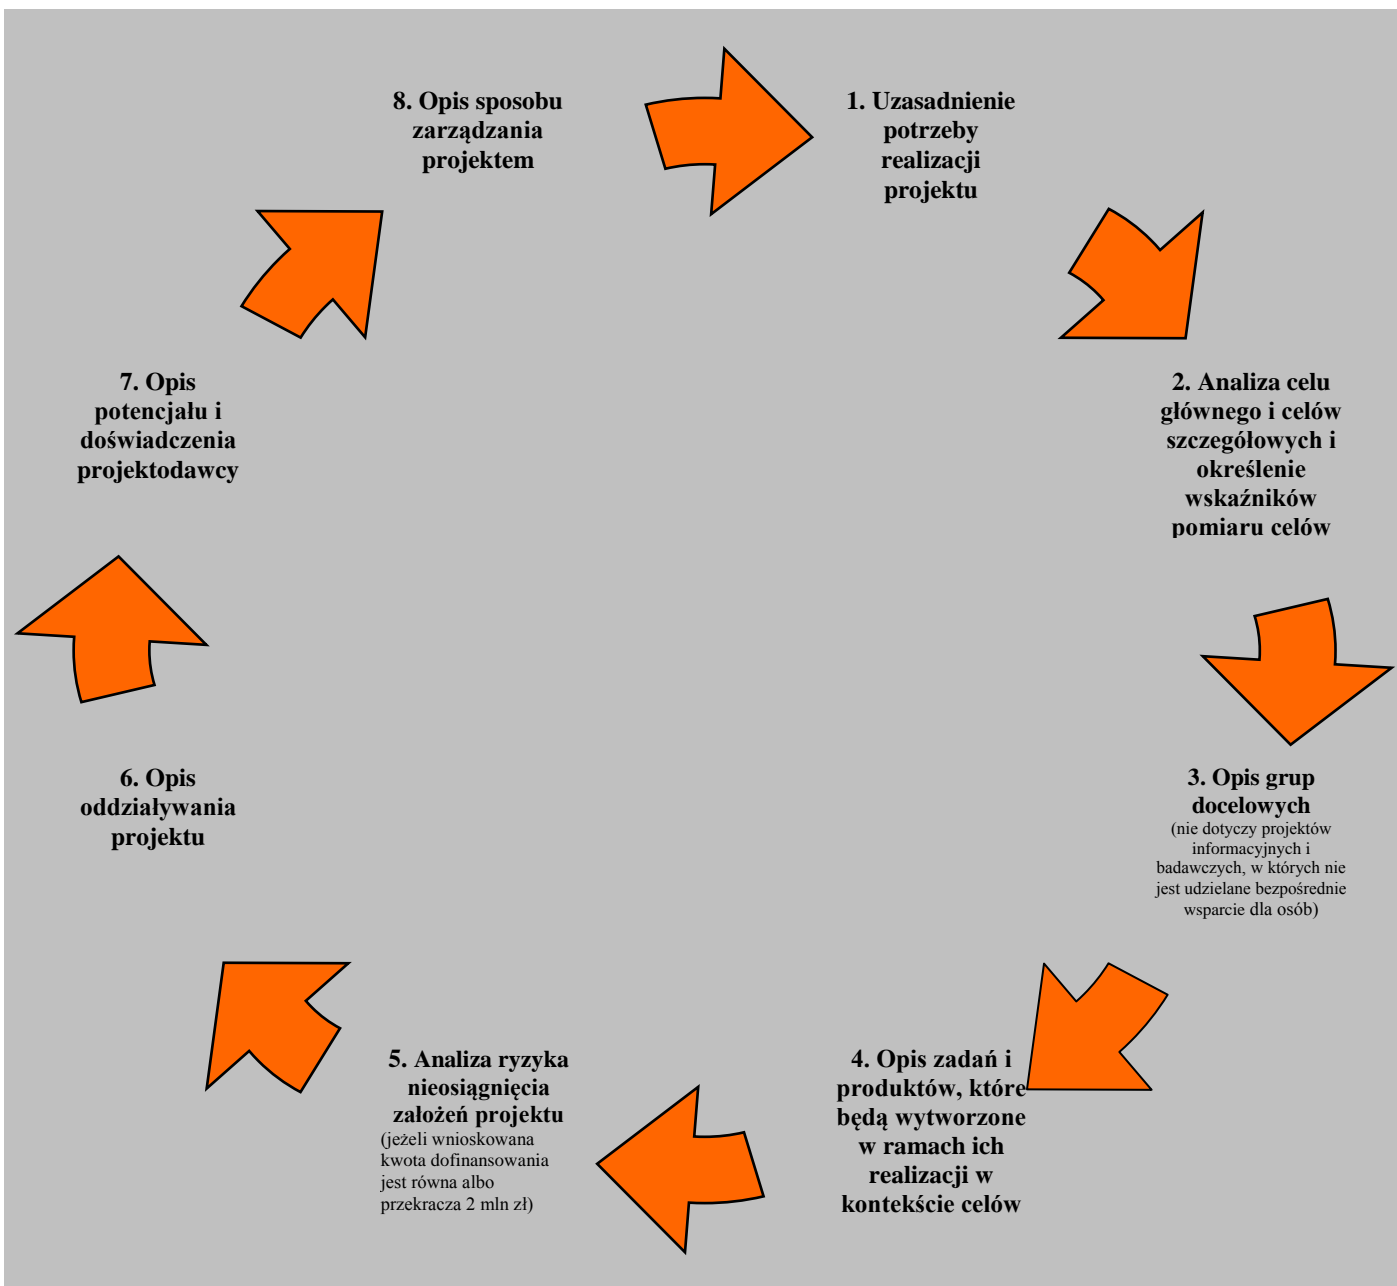 8. Opis sposobu
zarządzania
projektem
1. Uzasadnienie
potrzeby
realizacji
projektu
2. Analiza celu
głównego i celów
szczegółowych i
określenie
wskaźników
pomiaru celów
3. Opis grup
docelowych
(nie dotyczy projektów
informacyjnych i
badawczych, w których nie
jest udzielane bezpośrednie
wsparcie dla osób)
4. Opis zadań i
produktów, które
będą wytworzone
w ramach ich
realizacji w
kontekście celów
5. Analiza ryzyka
nieosiągnięcia
założeń projektu
(jeżeli wnioskowana
kwota dofinansowania
jest równa albo
przekracza 2 mln zł)
6. Opis
oddziaływania
projektu
7. Opis
potencjału i
doświadczenia
projektodawcy